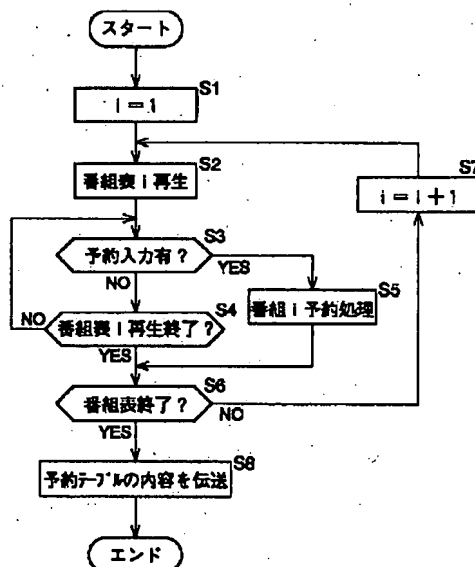 スタート
S1
i = 1
S2
番組表 i 再生
S7
i = i + 1
S3
予約入力有？
YES
NO
S4
番組表 i 再生終了？
NO
YES
S5
番組 i 予約処理
S6
番組表終了？
NO
YES
S8
予約テーブルの内容を伝送
エンド